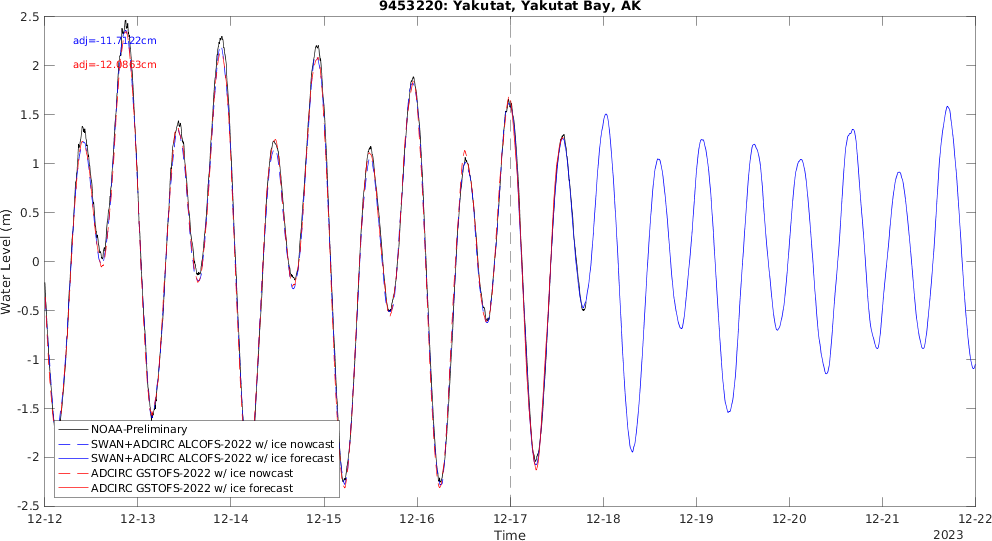 9453220: Yakutat, Yakutat Bay, AK
adj=-11.7122cm
adj=-12.0863cm
Water Level (m)
2.5
2
1.5
1
0.5
0
-0.5
-1
-1.5
-2
-2.5
NOAA-Preliminary
SWAN+ADCIRC ALCOFS-2022 w/ ice nowcast
SWAN+ADCIRC ALCOFS-2022 w/ ice forecast
ADCIRC GSTOFS-2022 w/ ice nowcast
ADCIRC GSTOFS-2022 w/ ice forecast
12-12 12-13 12-14 12-15 12-16 12-17 12-18 12-19 12-20 12-21 12-22
Time
2023